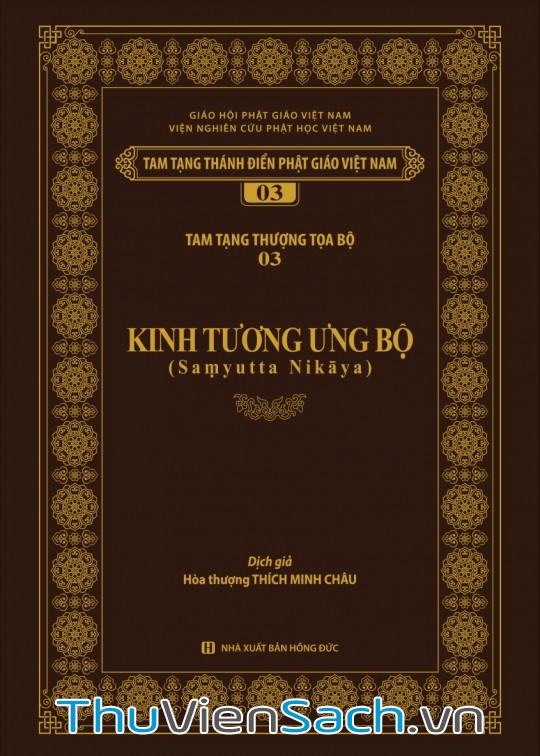 GIÁO HỘI PHẬT GIÁO VIỆT NAM
VIỆN NGHIÊN CỨU PHẬT HỌC VIỆT NAM
TAM TẠNG THÁNH ĐIỂN PHẬT GIÁO VIỆT NAM
03
TAM TẠNG THƯỢNG TỌA BỘ
03
KINH TƯƠNG ƯNG BỘ
(Saṃyutta Nikāya)
Dịch giả
Hòa thượng THÍCH MINH CHÂU
H NHÀ XUẤT BẢN HỒNG ĐỨC
ThuVienSach.vn